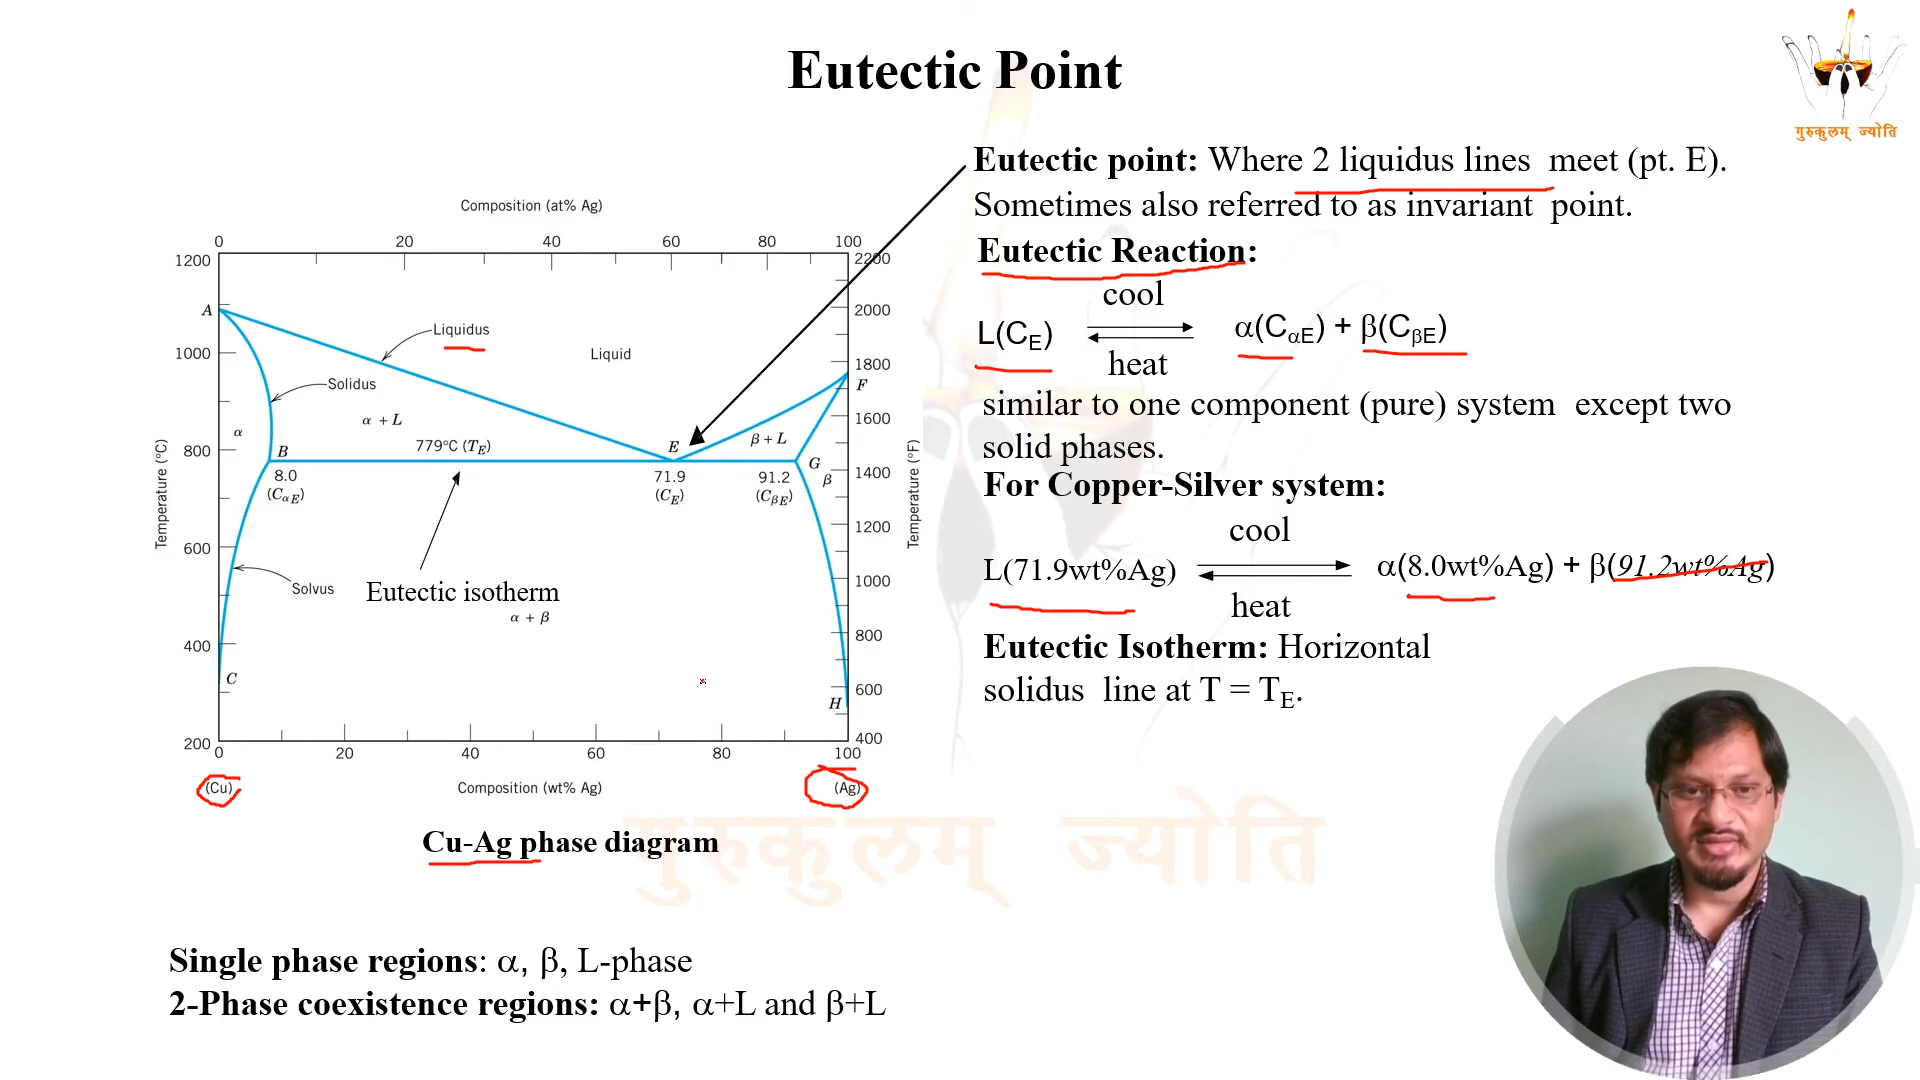 Eutectic Point
गुरुकुलम् ज्योति
Eutectic point: Where 2 liquidus lines meet (pt. E).
Sometimes also referred to as invariant point.
Eutectic Reaction:
cool
L(CE) α(CαE) + β(CβE)
heat
similar to one component (pure) system except two
solid phases.
For Copper-Silver system:
cool
L(71.9wt%Ag) α(8.0wt%Ag) + β(91.2wt%Ag)
heat
Eutectic Isotherm: Horizontal
solidus line at T = TE.
Composition (at% Ag)
0 20 40 60 80 100
1200 2200
A 2000
Liquidus
1000 Liquid
1800
F
Solidus
α + L 1600
α
800 B 779°C (TE) E β + L
G 1400
8.0 71.9 91.2 β
(CαE) (CE) (CβE)
Temperature (°C)
Temperature (°F)
1200
600
1000
Solvus Eutectic isotherm
α + β
800
400
C 600
H
200 400
0 20 40 60 80 100
(Cu) Composition (wt% Ag) (Ag)
Cu-Ag phase diagram
गुरुकुलम् ज्योति
Single phase regions: α, β, L-phase
2-Phase coexistence regions: α+β, α+L and β+L